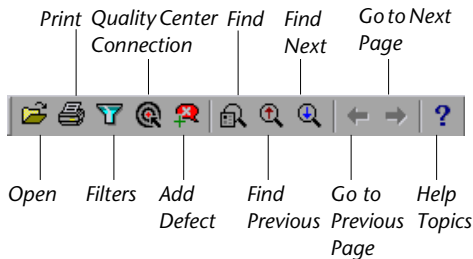 Print
Quality Center
Connection
Find
Find
Next
Go to Next
Page
?
Open
Filters
Add
Defect
Find
Previous
Go to
Previous
Page
Help
Topics